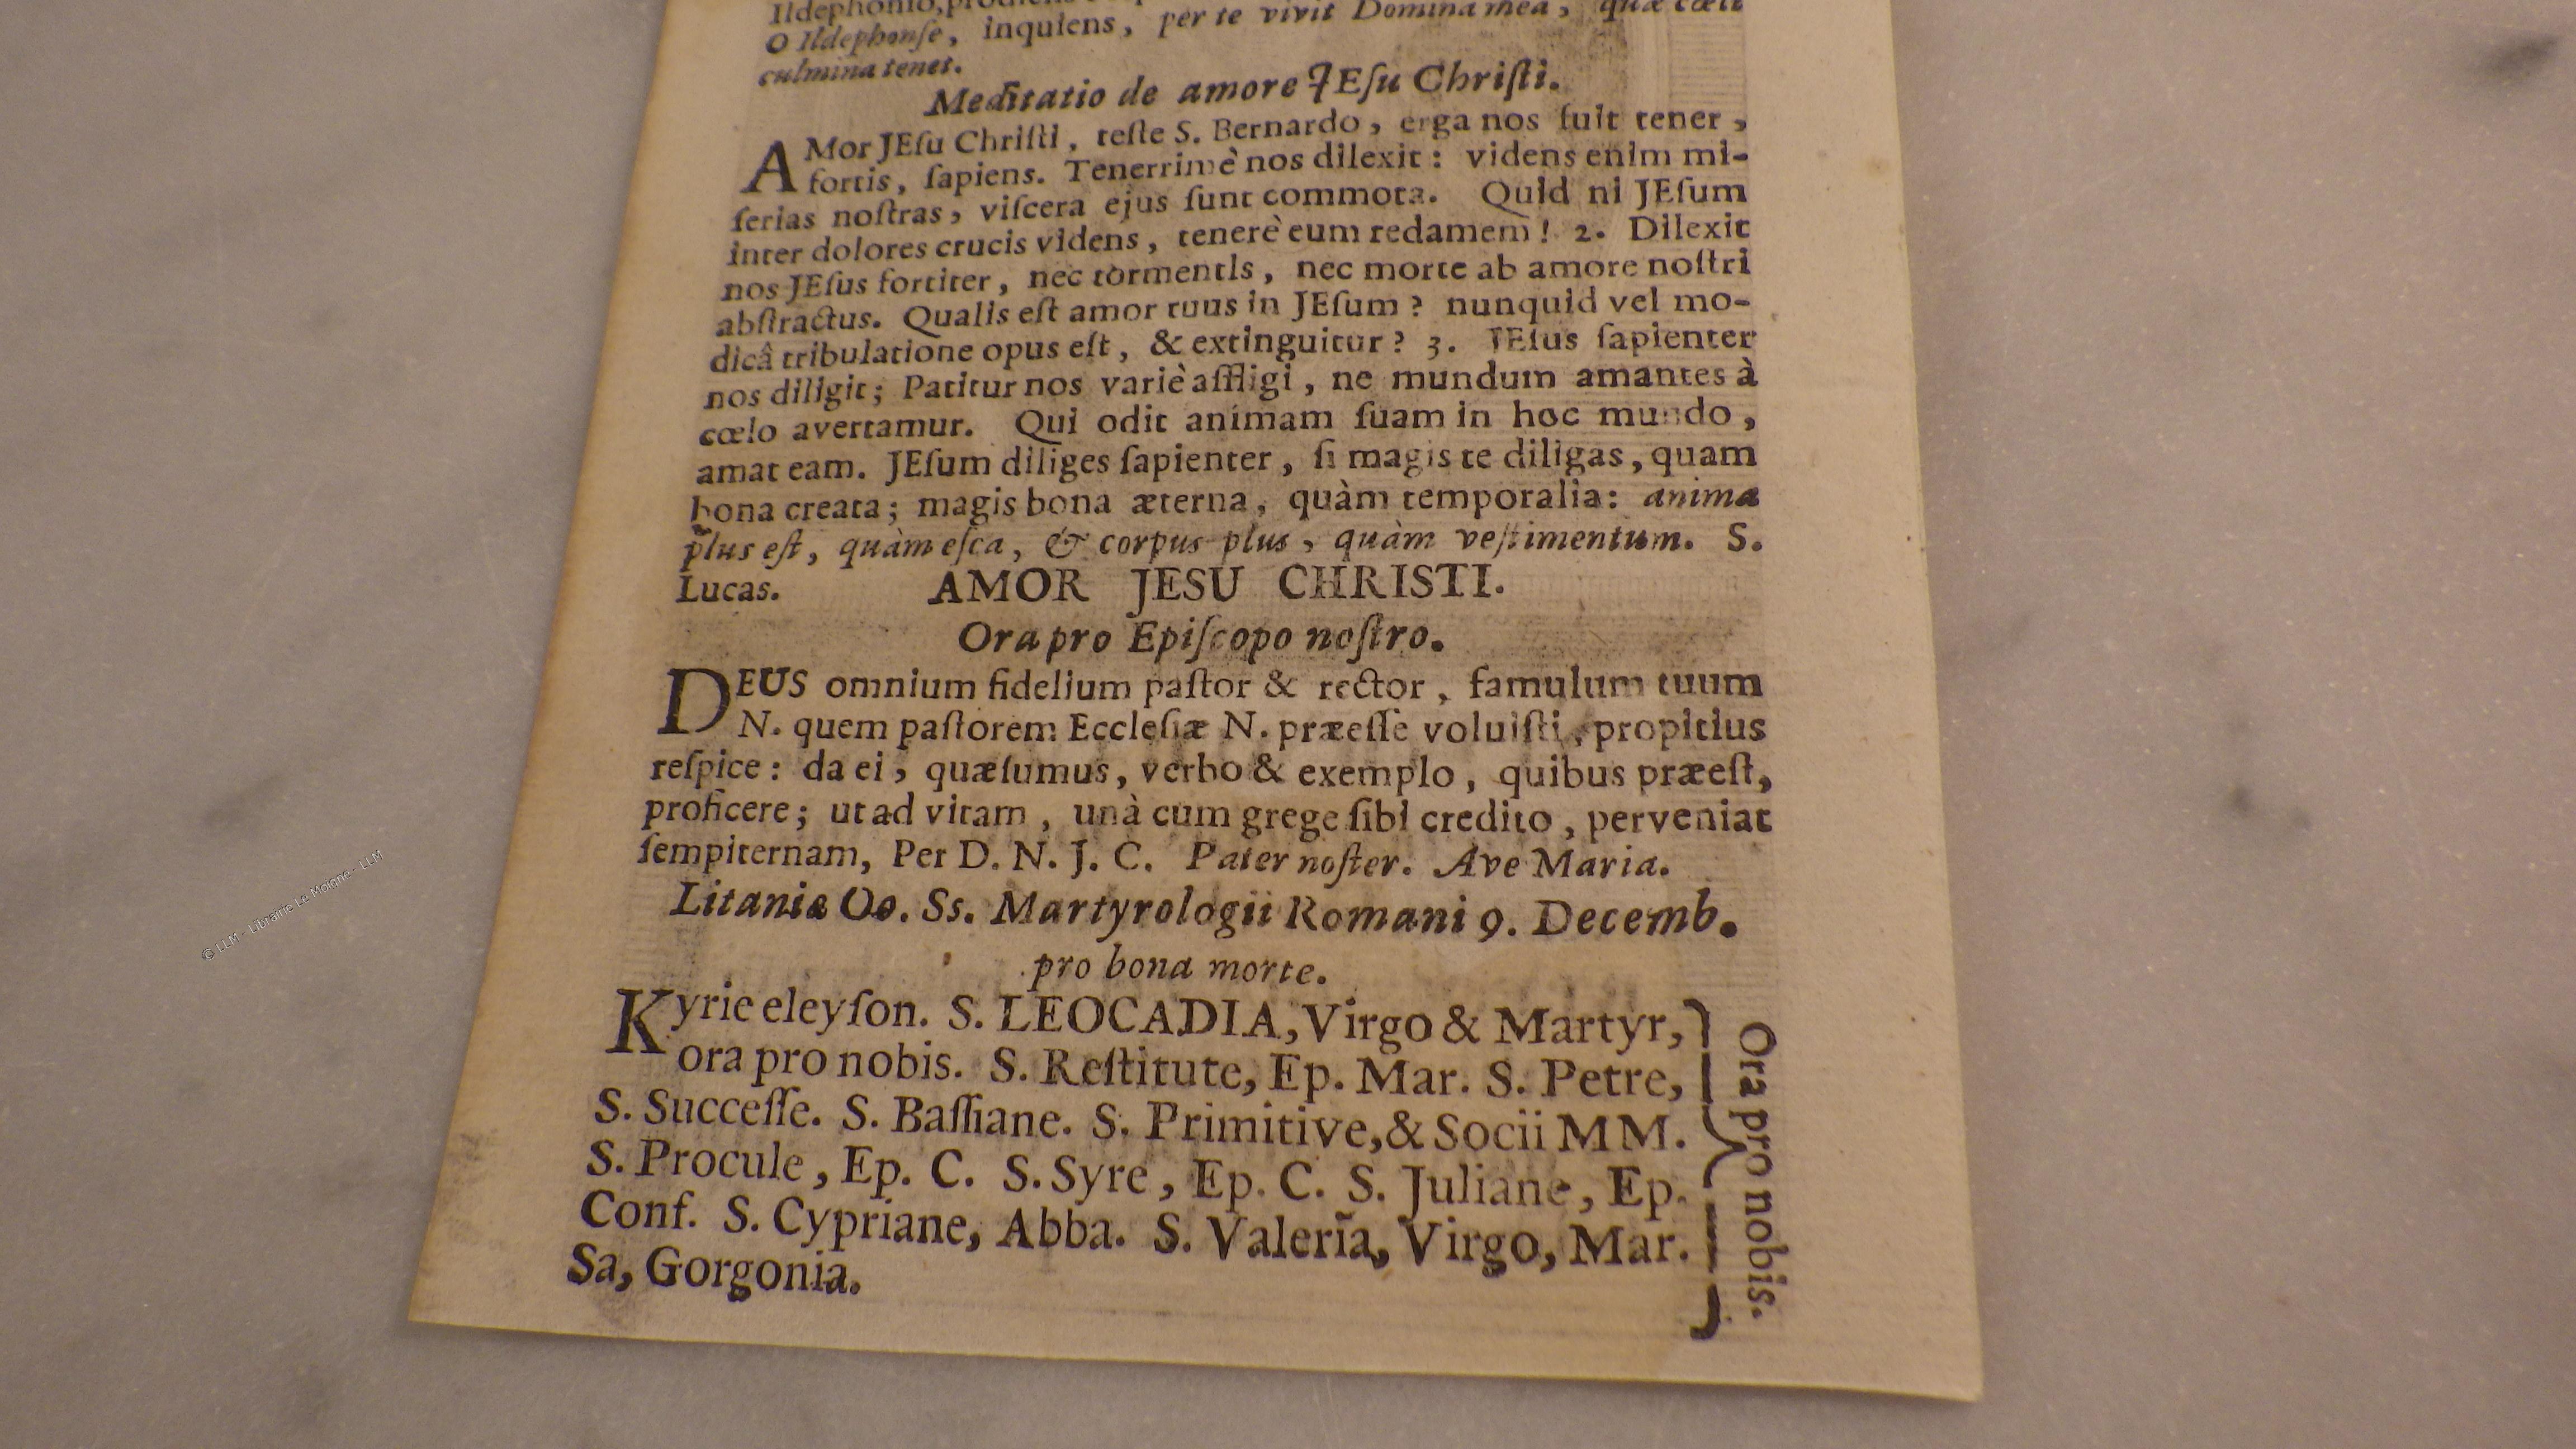 O Ildephonſe, inquiens, per te vivit Domina mea, quæ cœli
culmina tenet.
Meditatio de amore JEſu Chriſti.
AMor JEſu Chriſti, teſte S. Bernardo, erga nos fuit tener,
fortis, ſapiens. Tenerrimè nos dilexit: videns enim mi-
ſerias noſtras, viſcera ejus ſunt commota. Quid ni JEſum
inter dolores crucis videns, tenerè eum redamem! 2. Dilexit
nos JEſus fortiter, nec tormentis, nec morte ab amore noſtri
abſtractus. Qualis eſt amor tuus in JEſum? nunquid vel mo-
dicâ tribulatione opus eſt, & extinguitur? 3. JEſus ſapienter
nos diligit; Patitur nos variè affligi, ne mundum amantes à
cœlo avertamur. Qui odit animam ſuam in hoc mundo,
amat eam. JEſum diliges ſapienter, ſi magis te diligas, quam
bona creata; magis bona æterna, quàm temporalia: anima
plus eſt, quàm eſca, & corpus plus, quàm veſtimentum. S.
Lucas. AMOR JESU CHRISTI.
Ora pro Epiſcopo noſtro.
DEUS omnium fidelium paſtor & rector, famulum tuum
N. quem paſtorem Eccleſiæ N. præeſſe voluiſti, propitius
reſpice: da ei, quæſumus, verbo & exemplo, quibus præeſt,
proficere; ut ad vitam, unà cum grege ſibi credito, perveniat
ſempiternam, Per D. N. J. C. Pater noſter. Ave Maria.
Litaniæ Oo. Ss. Martyrologii Romani 9. Decemb.
pro bona morte.
Kyrie eleyſon. S. LEOCADIA, Virgo & Martyr,
ora pro nobis. S. Reſtitute, Ep. Mar. S. Petre,
S. Succeſſe. S. Baſſiane. S. Primitive, & Socii MM.
S. Procule, Ep. C. S. Syre, Ep. C. S. Juliane, Ep.
Conf. S. Cypriane, Abba. S. Valeria, Virgo, Mar.
Sa, Gorgonia.
Ora pro nobis.
© LLM - Librairie Le Moigne - LLM